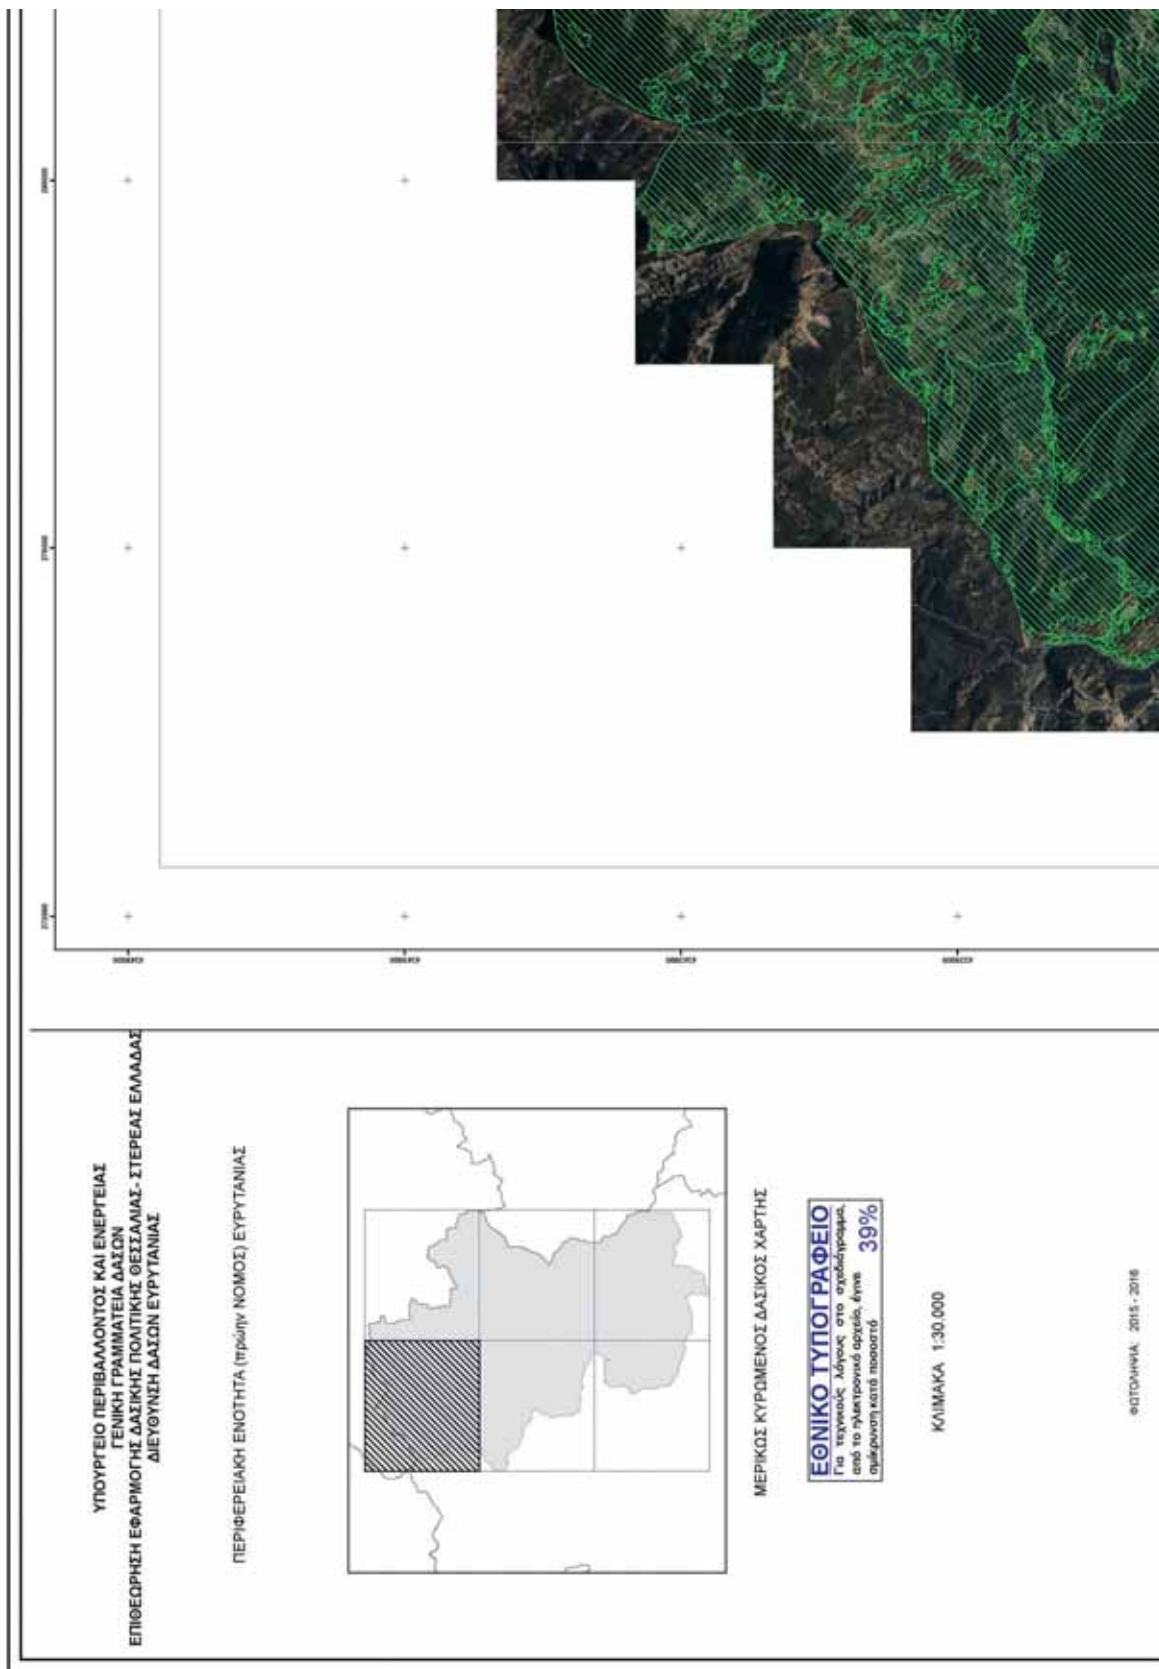 ΥΠΟΥΡΓΕΙΟ ΠΕΡΙΒΑΛΛΟΝΤΟΣ ΚΑΙ ΕΝΕΡΓΕΙΑΣ
ΓΕΝΙΚΗ ΓΡΑΜΜΑΤΕΙΑ ΔΑΣΩΝ
ΕΠΙΘΕΩΡΗΣΗ ΕΦΑΡΜΟΓΗΣ ΔΑΣΙΚΗΣ ΠΟΛΙΤΙΚΗΣ ΘΕΣΣΑΛΙΑΣ- ΣΤΕΡΕΑΣ ΕΛΛΑΔΑΣ
ΔΙΕΥΘΥΝΣΗ ΔΑΣΩΝ ΕΥΡΥΤΑΝΙΑΣ
ΠΕΡΙΦΕΡΕΙΑΚΗ ΕΝΟΤΗΤΑ (πρώην ΝΟΜΟΣ) ΕΥΡΥΤΑΝΙΑΣ
ΜΕΡΙΚΩΣ ΚΥΡΩΜΕΝΟΣ ΔΑΣΙΚΟΣ ΧΑΡΤΗΣ
ΕΘΝΙΚΟ ΤΥΠΟΓΡΑΦΕΙΟ
Για τεχνικούς λόγους στο σχεδιάγραμμα,
από το ηλεκτρονικό αρχείο, έγινε
σμίκρυνση κατά ποσοστό 39%
ΚΛΙΜΑΚΑ 1:30.000
ΦΩΤΟΛΗΨΙΑ: 2015 - 2016